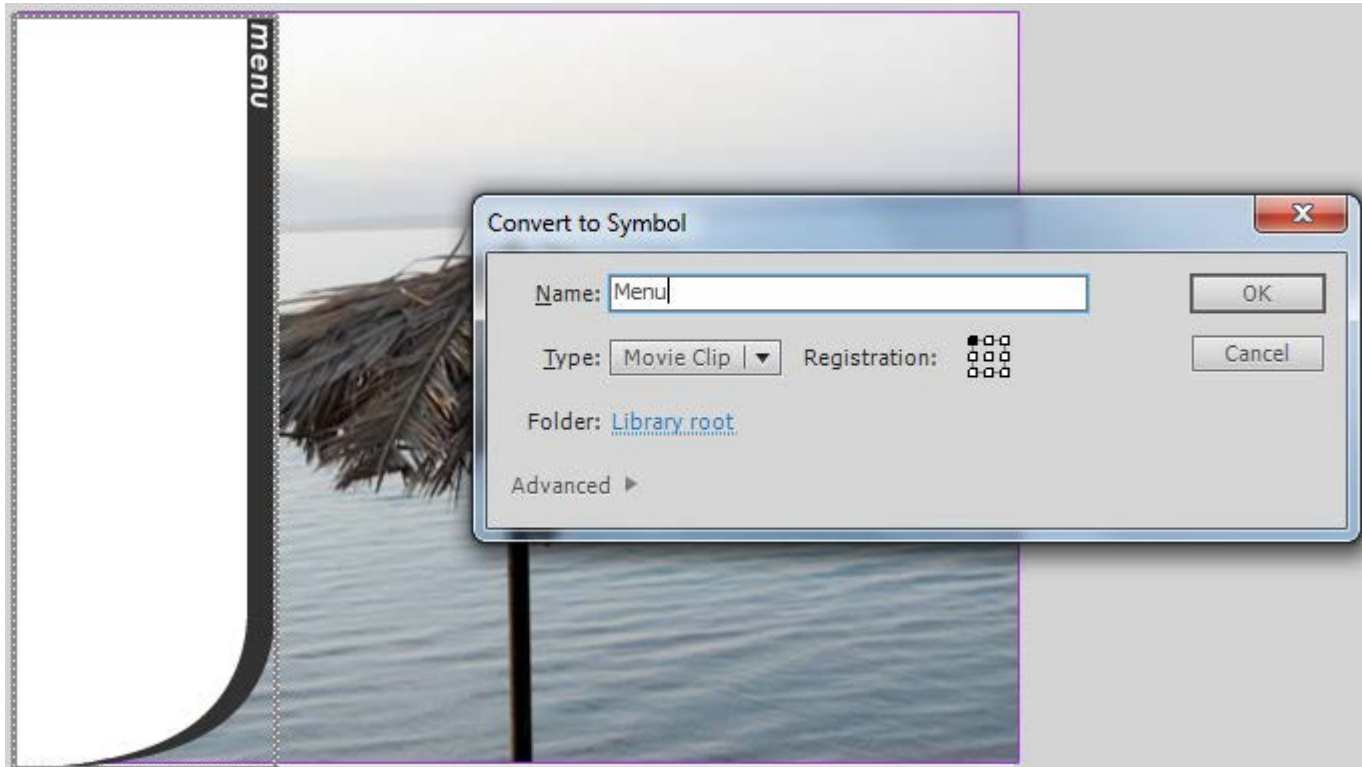 menu
Convert to Symbol
Name: Menu
OK
Type: Movie Clip
Registration:
Cancel
Folder: Library root
Advanced